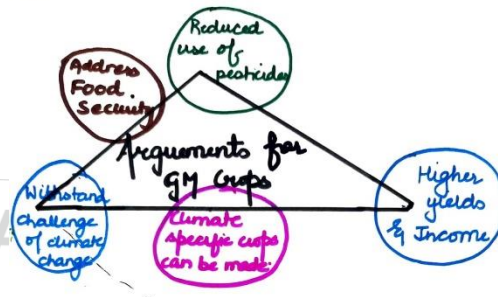 Reduced
use of
pesticides
Address
Food
Security
Arguments for
GM Crops
Withstand
Challenge
of climate
change
Climate
specific crops
can be made.
Higher
yields
& Income